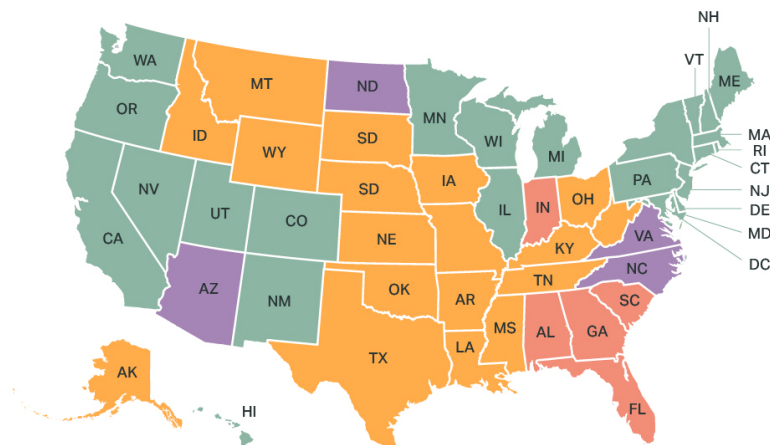 NH
VT
WA
ME
MT
ND
OR
MN
MA
ID
SD
WI
RI
WY
MI
CT
IA
PA
NJ
NV
SD
OH
DE
UT
IL
IN
CO
MD
CA
NE
KY
VA
DC
NC
TN
AZ
NM
OK
AR
SC
MS
AL
GA
LA
TX
AK
FL
HI